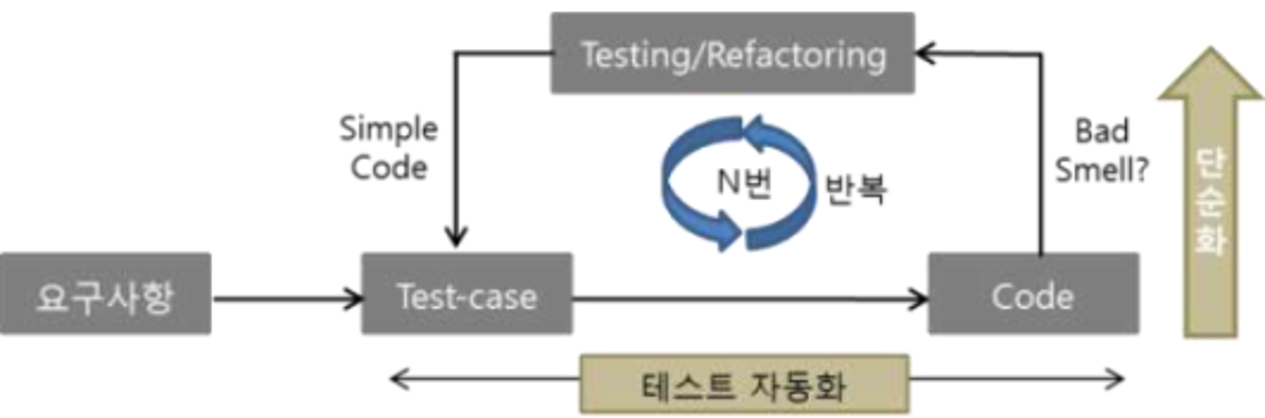 Testing/Refactoring
Simple
Code
N번
반복
Bad
Smell?
단순화
요구사항
Test-case
Code
테스트 자동화